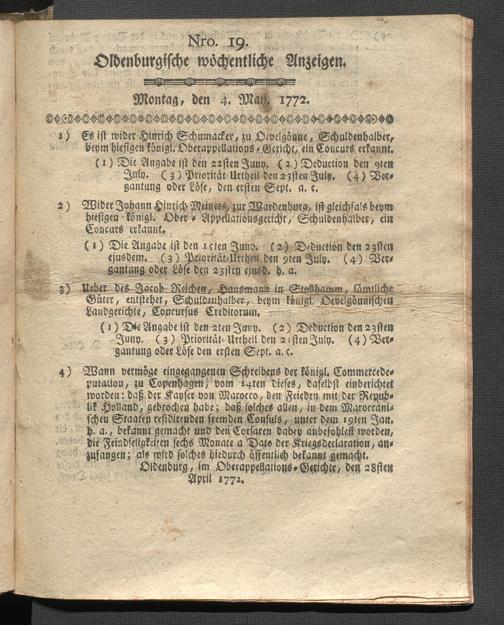 Nro. 19.
Oldenburgische wöchentliche Anzeigen.
Montag, den 4. May. 1772.
1) Es ist wider Hinrich Schumacker, zu Oevelgönne, Schuldenhalber,
beym hiesigen königl. Oberappellations-Gericht, ein Concurs erkannt.
(1) Die Angabe ist den 22sten Juny. (2) Deduction den 9ten
July. (3) Priorität-Urtheil den 23sten July. (4) Ver-
gantung oder Löse, den ersten Sept. a. c.
2) Wider Johann Hinrich Meiners, zur Wardenburg, ist gleichfals beym
hiesigen königl. Ober-Appellationsgericht, Schuldenhalber, ein
Concurs erkannt.
(1) Die Angabe ist den 15ten Juny. (2) Deduction den 23sten
ejusdem. (3) Priorität-Urtheil den 9ten July. (4) Ver-
gantung oder Löse den 23sten ejusd. h. a.
3) Ueber des Jacob Reichen, Hausmann in Stollhamm, sämtliche
Güter, entstehet, Schuldenhalber, beym königl. Oevelgönnischen
Landgerichte, Concursus Creditorum.
(1) Die Angabe ist den 2ten Juny. (2) Deduction den 23sten
Juny. (3) Priorität-Urtheil den 21sten July. (4) Ver-
gantung oder Löse den ersten Sept. a. c.
4) Wann vermöge eingegangenen Schreibens der königl. Commercede-
putation, zu Copenhagen, vom 14ten dieses, daselbst einberichtet
worden: daß der Kayser von Marocco, den Frieden mit der Repub-
lik Holland, gebrochen habe; daß solches allen, in dem Maroccani-
schen Staaten residirenden fremden Consuls, unter dem 19ten Jan.
h. a., bekannt gemacht und den Corsaren dabey anbefohlen worden,
die Feindseligkeiten sechs Monate a Dato der Kriegsdeclaration, an-
zufangen; als wird solches hiedurch öffentlich bekannt gemacht.
Oldenburg, im Oberappellations-Gerichte, den 28sten
April 1772.